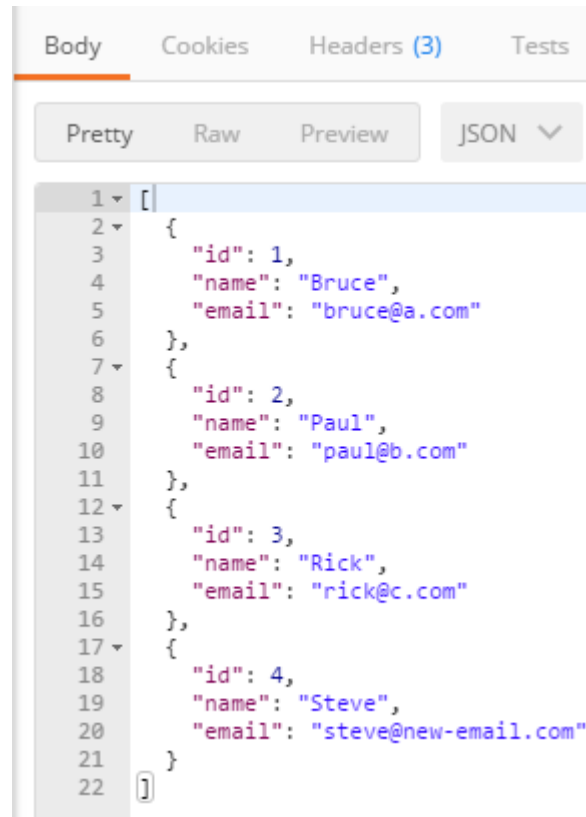 Body Cookies Headers (3) Tests
Pretty Raw Preview JSON
1 [
2 {
3 "id": 1,
4 "name": "Bruce",
5 "email": "bruce@a.com"
6 },
7 {
8 "id": 2,
9 "name": "Paul",
10 "email": "paul@b.com"
11 },
12 {
13 "id": 3,
14 "name": "Rick",
15 "email": "rick@c.com"
16 },
17 {
18 "id": 4,
19 "name": "Steve",
20 "email": "steve@new-email.com"
21 }
22 ]